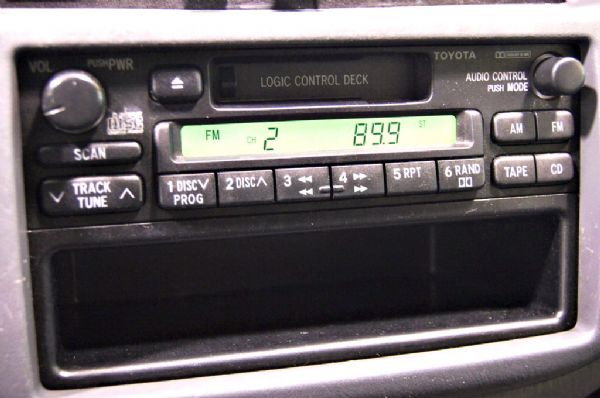 VOL PUSH PWR
TOYOTA
LOGIC CONTROL DECK
AUDIO CONTROL
PUSH MODE
disc
FM CH 2 89.9 ST
AM FM
SCAN
TRACK
TUNE
1 DISC
PROG
2 DISC
3
4
5 RPT
6 RAND
TAPE CD